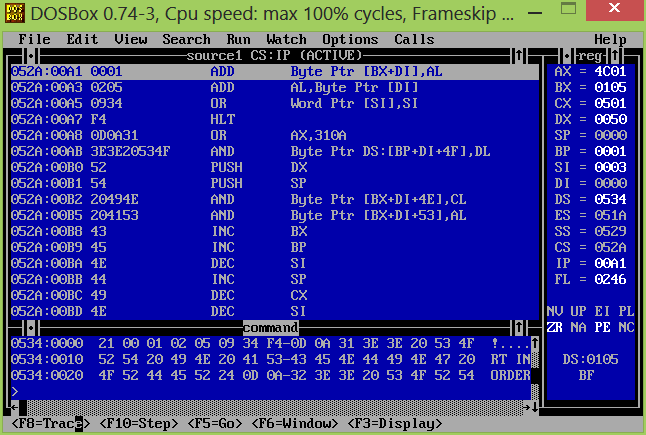 DOS BOX DOSBox 0.74-3, Cpu speed: max 100% cycles, Frameskip ...
File Edit View Search Run Watch Options Calls Help
source1 CS:IP (ACTIVE) reg
052A:00A1 0001 ADD Byte Ptr [BX+DI],AL
052A:00A3 0205 ADD AL,Byte Ptr [DI]
052A:00A5 0934 OR Word Ptr [SI],SI
052A:00A7 F4 HLT
052A:00A8 0D0A31 OR AX,310A
052A:00AB 3E3E20534F AND Byte Ptr DS:[BP+DI+4F],DL
052A:00B0 52 PUSH DX
052A:00B1 54 PUSH SP
052A:00B2 20494E AND Byte Ptr [BX+DI+4E],CL
052A:00B5 204153 AND Byte Ptr [BX+DI+53],AL
052A:00B8 43 INC BX
052A:00B9 45 INC BP
052A:00BA 4E DEC SI
052A:00BB 44 INC SP
052A:00BC 49 DEC CX
052A:00BD 4E DEC SI
AX = 4C01
BX = 0105
CX = 0501
DX = 0050
SP = 0000
BP = 0001
SI = 0003
DI = 0000
DS = 0534
ES = 051A
SS = 0529
CS = 052A
IP = 00A1
FL = 0246
NV UP EI PL
ZR NA PE NC
DS:0105
BF
command
0534:0000 21 00 01 02 05 09 34 F4-0D 0A 31 3E 3E 20 53 4F !....
0534:0010 52 54 20 49 4E 20 41 53-43 45 4E 44 49 4E 47 20 RT IN
0534:0020 4F 52 44 45 52 24 0D 0A-32 3E 3E 20 53 4F 52 54 ORDER
>
<F8=Trace> <F10=Step> <F5=Go> <F6=Window> <F3=Display>